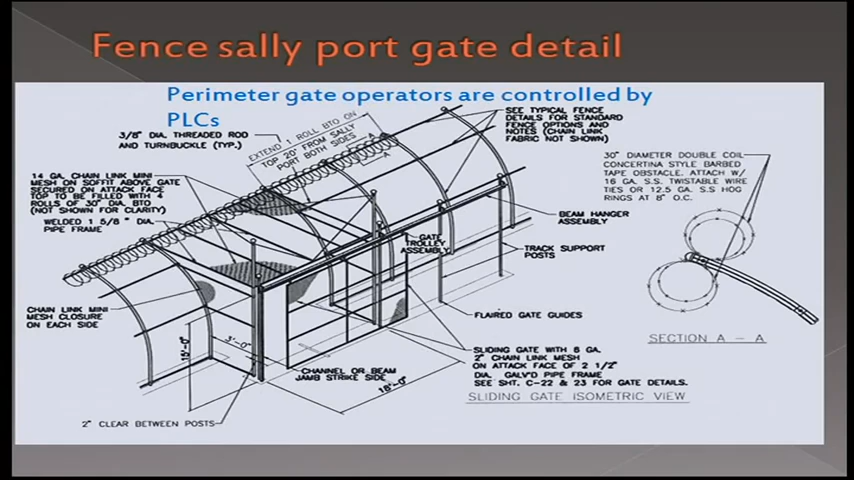 Fence sally port gate detail
Perimeter gate operators are controlled by
PLCs
3/8" DIA. THREADED ROD
AND TURNBUCKLE (TYP.)
EXTEND 1 ROLL BTO ON
TOP 20' FROM SALLY
PORT BOTH SIDES
A
A
SEE TYPICAL FENCE
DETAILS FOR STANDARD
FENCE OPTIONS AND
NOTES (CHAIN LINK
FABRIC NOT SHOWN)
30" DIAMETER DOUBLE COIL
CONCERTINA STYLE BARBED
TAPE OBSTACLE. ATTACH W/
16 GA. S.S. TWISTABLE WIRE
TIES OR 12.5 GA. S.S HOG
RINGS AT 8" O.C.
14 GA. CHAIN LINK MINI
MESH ON SOFFIT ABOVE GATE
SECURED ON ATTACK FACE
TOP TO BE FILLED WITH 4
ROLLS OF 30" DIA. BTO
(NOT SHOWN FOR CLARITY)
WELDED 1 5/8 " DIA.
PIPE FRAME
BEAM HANGER
ASSEMBLY
GATE
TROLLEY
ASSEMBLY
TRACK SUPPORT
POSTS
CHAIN LINK MINI
MESH CLOSURE
ON EACH SIDE
FLAIRED GATE GUIDES
SECTION A - A
15'-0"
3'-0"
CHANNEL OR BEAM
JAMB STRIKE SIDE
18'-0"
SLIDING GATE WITH 6 GA.
2" CHAIN LINK MESH
ON ATTACK FACE OF 2 1/2"
DIA. GALV'D PIPE FRAME
SEE SHT. C-22 & 23 FOR GATE DETAILS.
SLIDING GATE ISOMETRIC VIEW
2" CLEAR BETWEEN POSTS